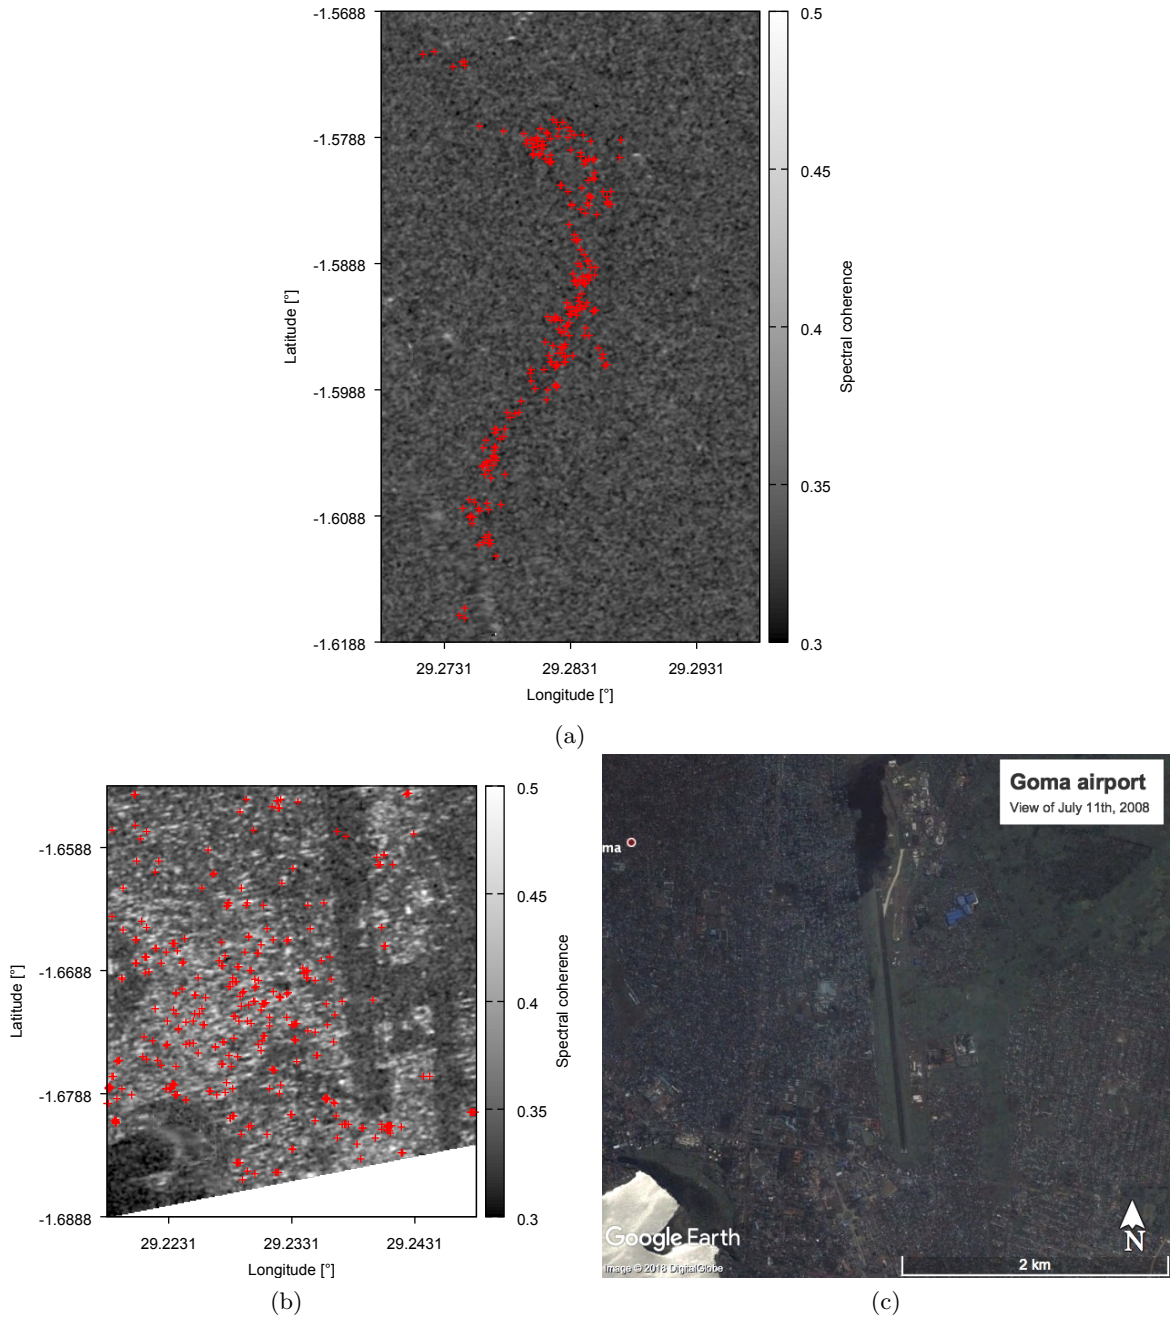 -1.5688
-1.5788
-1.5888
-1.5988
-1.6088
-1.6188
Latitude [°]
29.2731
29.2831
29.2931
Longitude [°]
0.5
0.45
0.4
0.35
0.3
Spectral coherence
(a)
-1.6588
-1.6688
-1.6788
-1.6888
Latitude [°]
29.2231
29.2331
29.2431
Longitude [°]
0.5
0.45
0.4
0.35
0.3
Spectral coherence
(b)
Goma airport
View of July 11th, 2008
ma
Google Earth
Image © 2018 DigitalGlobe
N
2 km
(c)